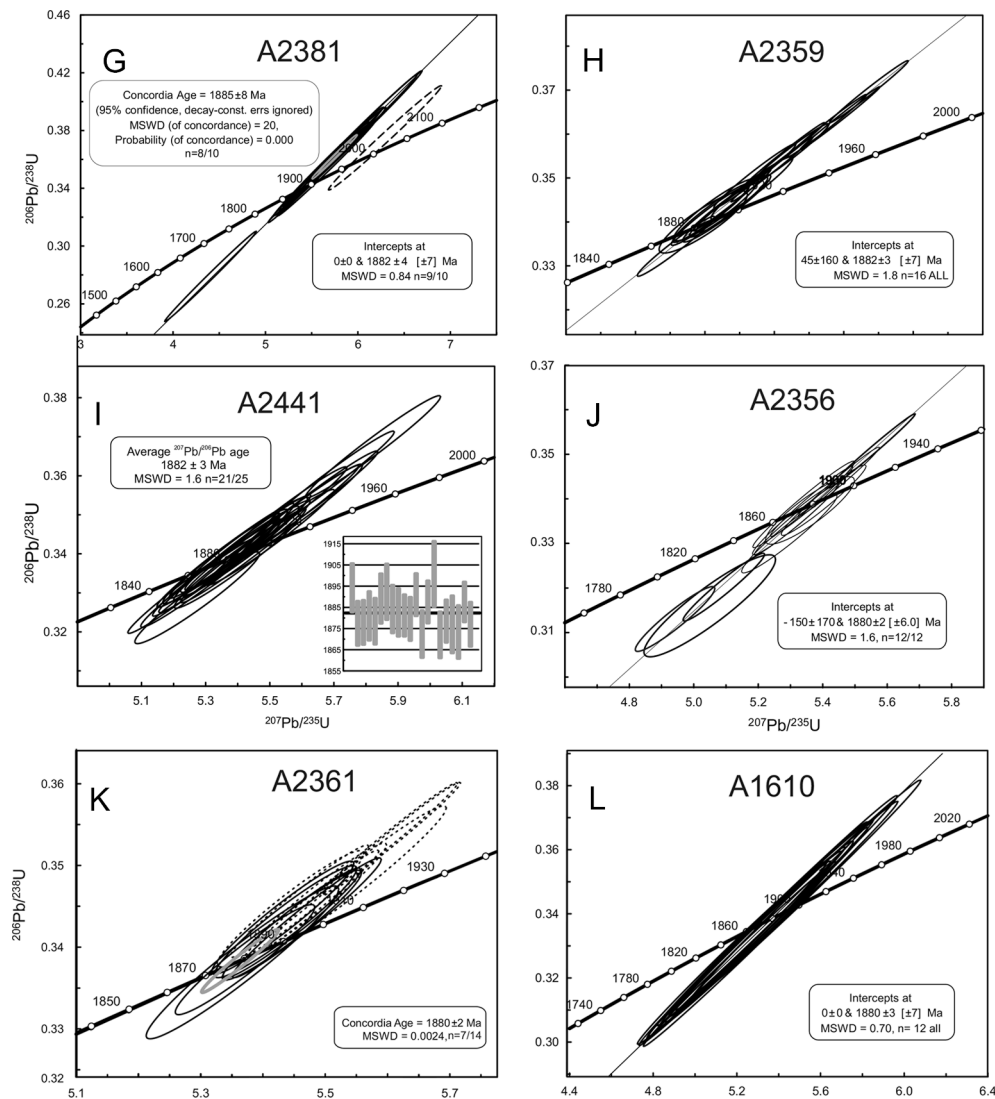 G
A2381
Concordia Age = 1885±8 Ma
(95% confidence, decay-const. errs ignored)
MSWD (of concordance) = 20,
Probability (of concordance) = 0.000
n=8/10
Intercepts at
0±0 & 1882 ±4 [±7] Ma
MSWD = 0.84 n=9/10
206Pb/238U
0.46
0.42
0.38
0.34
0.30
0.26
3
4
5
6
7
1500
1600
1700
1800
1900
2000
2100
H
A2359
Intercepts at
45±160 & 1882±3 [±7] Ma
MSWD = 1.8 n=16 ALL
0.37
0.35
0.33
1840
1880
1960
2000
I
A2441
Average 207Pb/206Pb age
1882 ± 3 Ma
MSWD = 1.6 n=21/25
206Pb/238U
0.38
0.36
0.34
0.32
1840
1880
1960
2000
1915
1905
1895
1885
1875
1865
1855
5.1
5.3
5.5
5.7
5.9
6.1
207Pb/235U
J
A2356
Intercepts at
-150±170 & 1880±2 [±6.0] Ma
MSWD = 1.6, n=12/12
0.37
0.35
0.33
0.31
1780
1820
1860
1900
1940
4.8
5.0
5.2
5.4
5.6
5.8
207Pb/235U
K
A2361
Concordia Age = 1880±2 Ma
MSWD = 0.0024, n=7/14
206Pb/238U
0.36
0.35
0.34
0.33
0.32
1850
1870
1890
1910
1930
5.1
5.3
5.5
5.7
L
A1610
Intercepts at
0±0 & 1880±3 [±7] Ma
MSWD = 0.70, n= 12 all
0.38
0.36
0.34
0.32
0.30
1740
1780
1820
1860
1900
1940
1980
2020
4.4
4.8
5.2
5.6
6.0
6.4